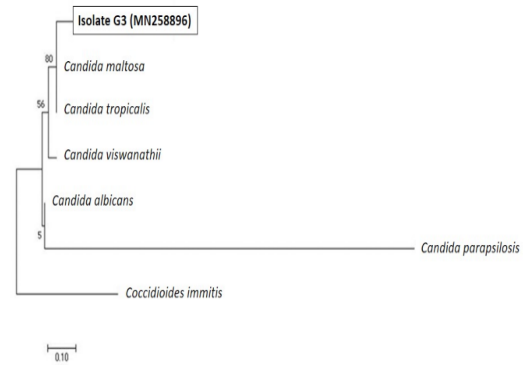 Isolate G3 (MN258896)
80
Candida maltosa
56
Candida tropicalis
Candida viswanathii
Candida albicans
5
Candida parapsilosis
Coccidioides immitis
0.10